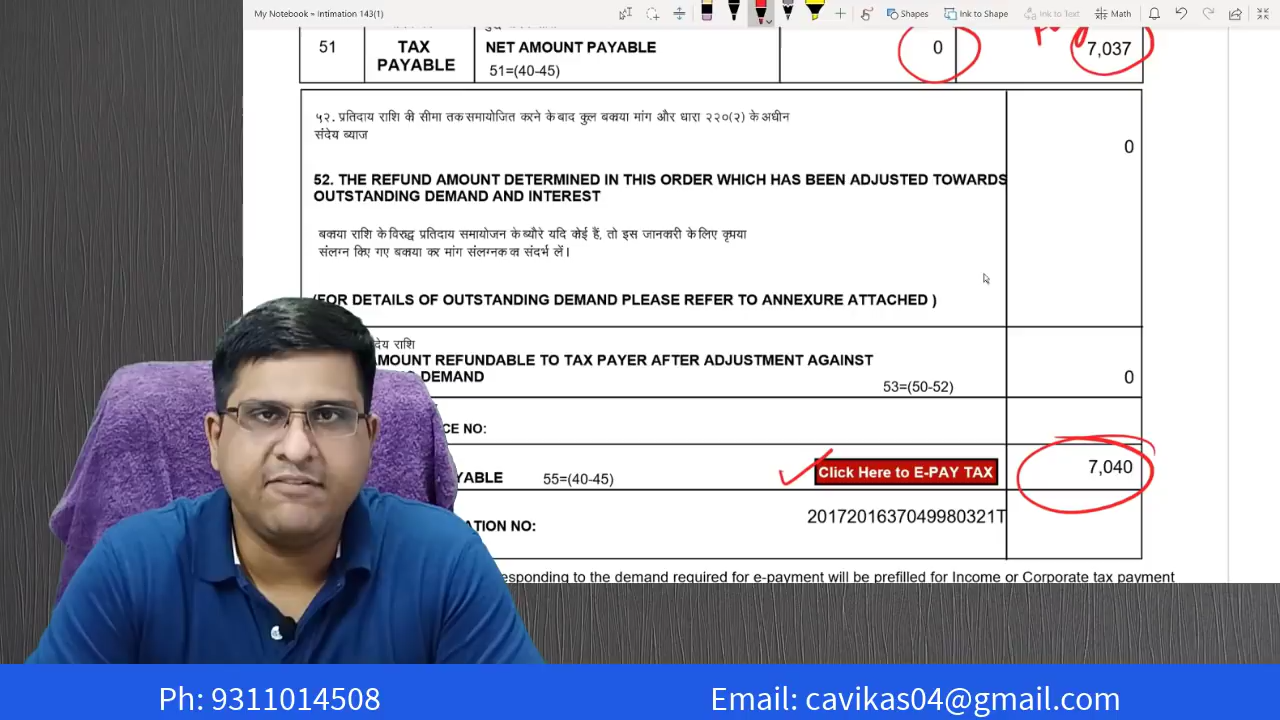 My Notebook » Intimation 143(1)
Shapes
Ink to Shape
Ink to Text
Math
51
TAX PAYABLE
NET AMOUNT PAYABLE
51=(40-45)
0
7,037
५२. प्रतिदाय राशि की सीमा तक समायोजित करने के बाद कुल बकाया मांग और धारा २२०(२) के अधीन
संदेय ब्याज
0
52. THE REFUND AMOUNT DETERMINED IN THIS ORDER WHICH HAS BEEN ADJUSTED TOWARDS
OUTSTANDING DEMAND AND INTEREST
बकाया राशि के विरुद्ध प्रतिदाय समायोजन के ब्यौरे यदि कोई हैं, तो इस जानकारी के लिए कृपया
संलग्न किए गए बकाया कर मांग संलग्नक का संदर्भ लें।
(FOR DETAILS OF OUTSTANDING DEMAND PLEASE REFER TO ANNEXURE ATTACHED )
देय राशि
AMOUNT REFUNDABLE TO TAX PAYER AFTER ADJUSTMENT AGAINST
DEMAND
53=(50-52)
0
CE NO:
YABLE
55=(40-45)
Click Here to E-PAY TAX
7,040
ATION NO:
2017201637049980321T
esponding to the demand required for e-payment will be prefilled for Income or Corporate tax payment
Ph: 9311014508
Email: cavikas04@gmail.com